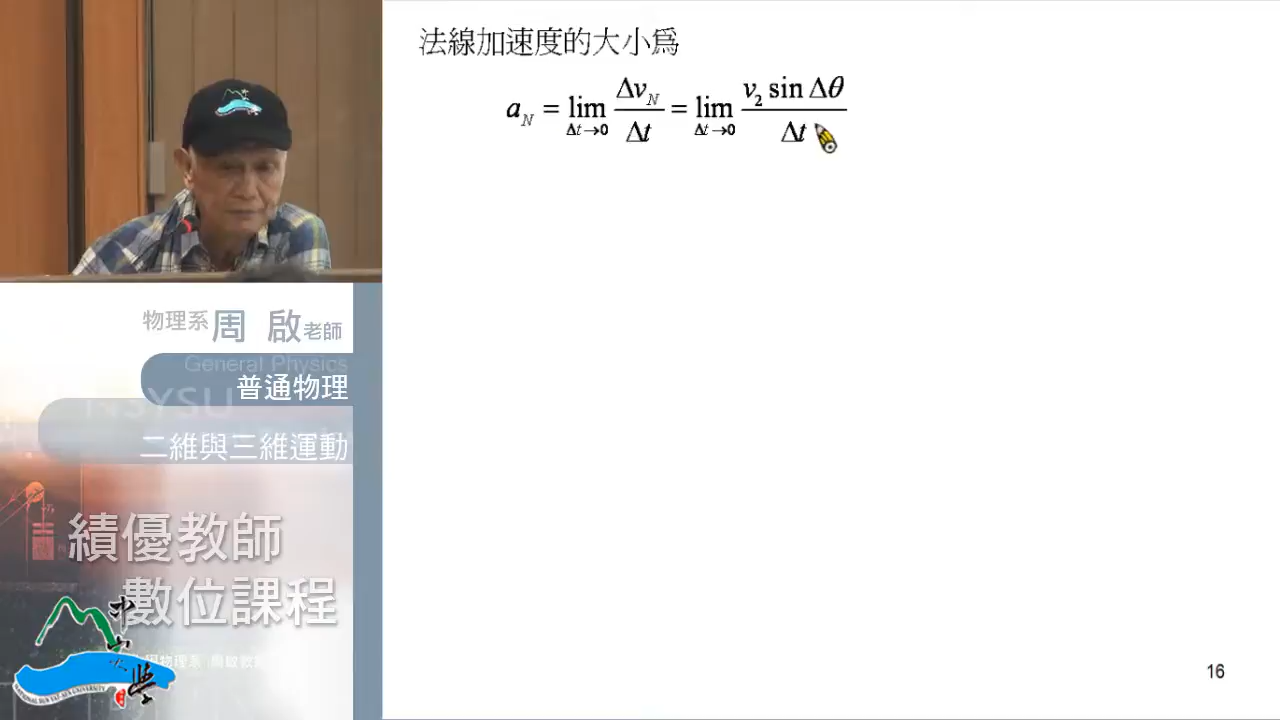 法線加速度的大小為
a_N = lim_{Δt→0} Δv_N / Δt = lim_{Δt→0} v_2 sin Δθ / Δt
物理系 周 啟 老師
General Physics
普通物理
NSYSU
二維與三維運動
績優教師
數位課程
16